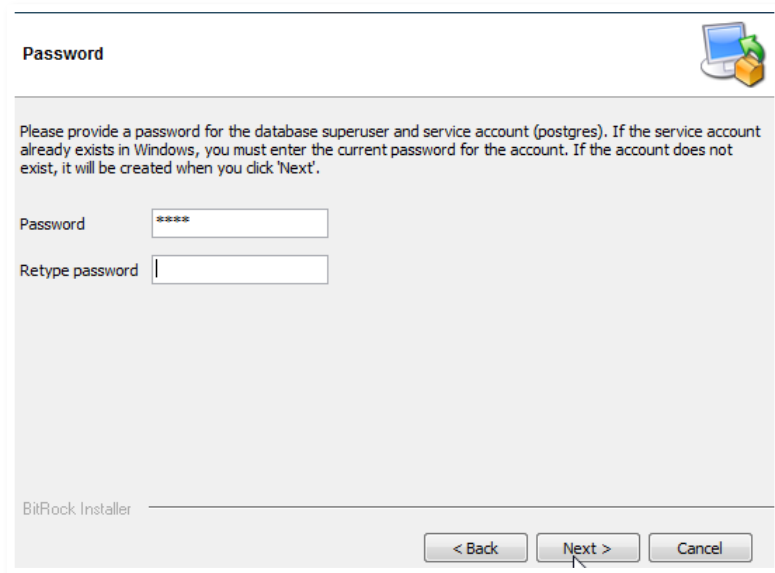 Password
Please provide a password for the database superuser and service account (postgres). If the service account
already exists in Windows, you must enter the current password for the account. If the account does not
exist, it will be created when you click 'Next'.
Password ****
Retype password
BitRock Installer
< Back Next > Cancel